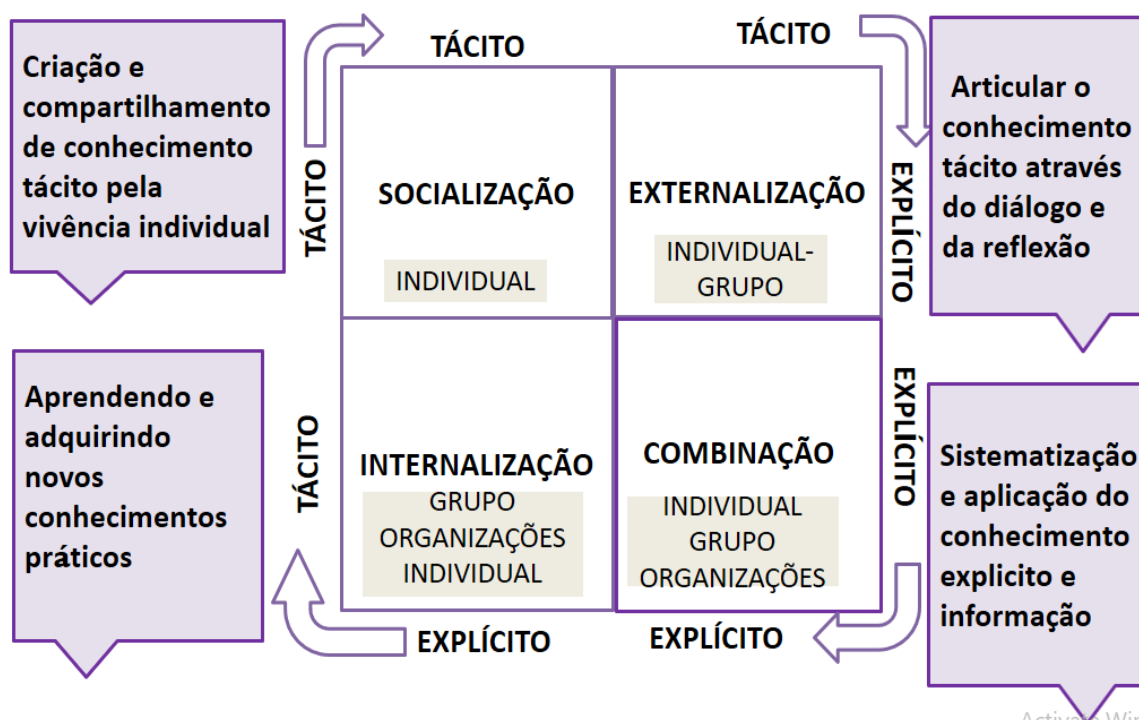 Criação e
compartilhamento
de conhecimento
tácito pela
vivência individual
TÁCITO
TÁCITO
TÁCITO
SOCIALIZAÇÃO
INDIVIDUAL
EXTERNALIZAÇÃO
INDIVIDUAL-
GRUPO
EXPLÍCITO
Articular o
conhecimento
tácito através
do diálogo e
da reflexão
Aprendendo e
adquirindo
novos
conhecimentos
práticos
TÁCITO
INTERNALIZAÇÃO
GRUPO
ORGANIZAÇÕES
INDIVIDUAL
EXPLÍCITO
COMBINAÇÃO
INDIVIDUAL
GRUPO
ORGANIZAÇÕES
EXPLÍCITO
EXPLÍCITO
Sistematização
e aplicação do
conhecimento
explicito e
informação